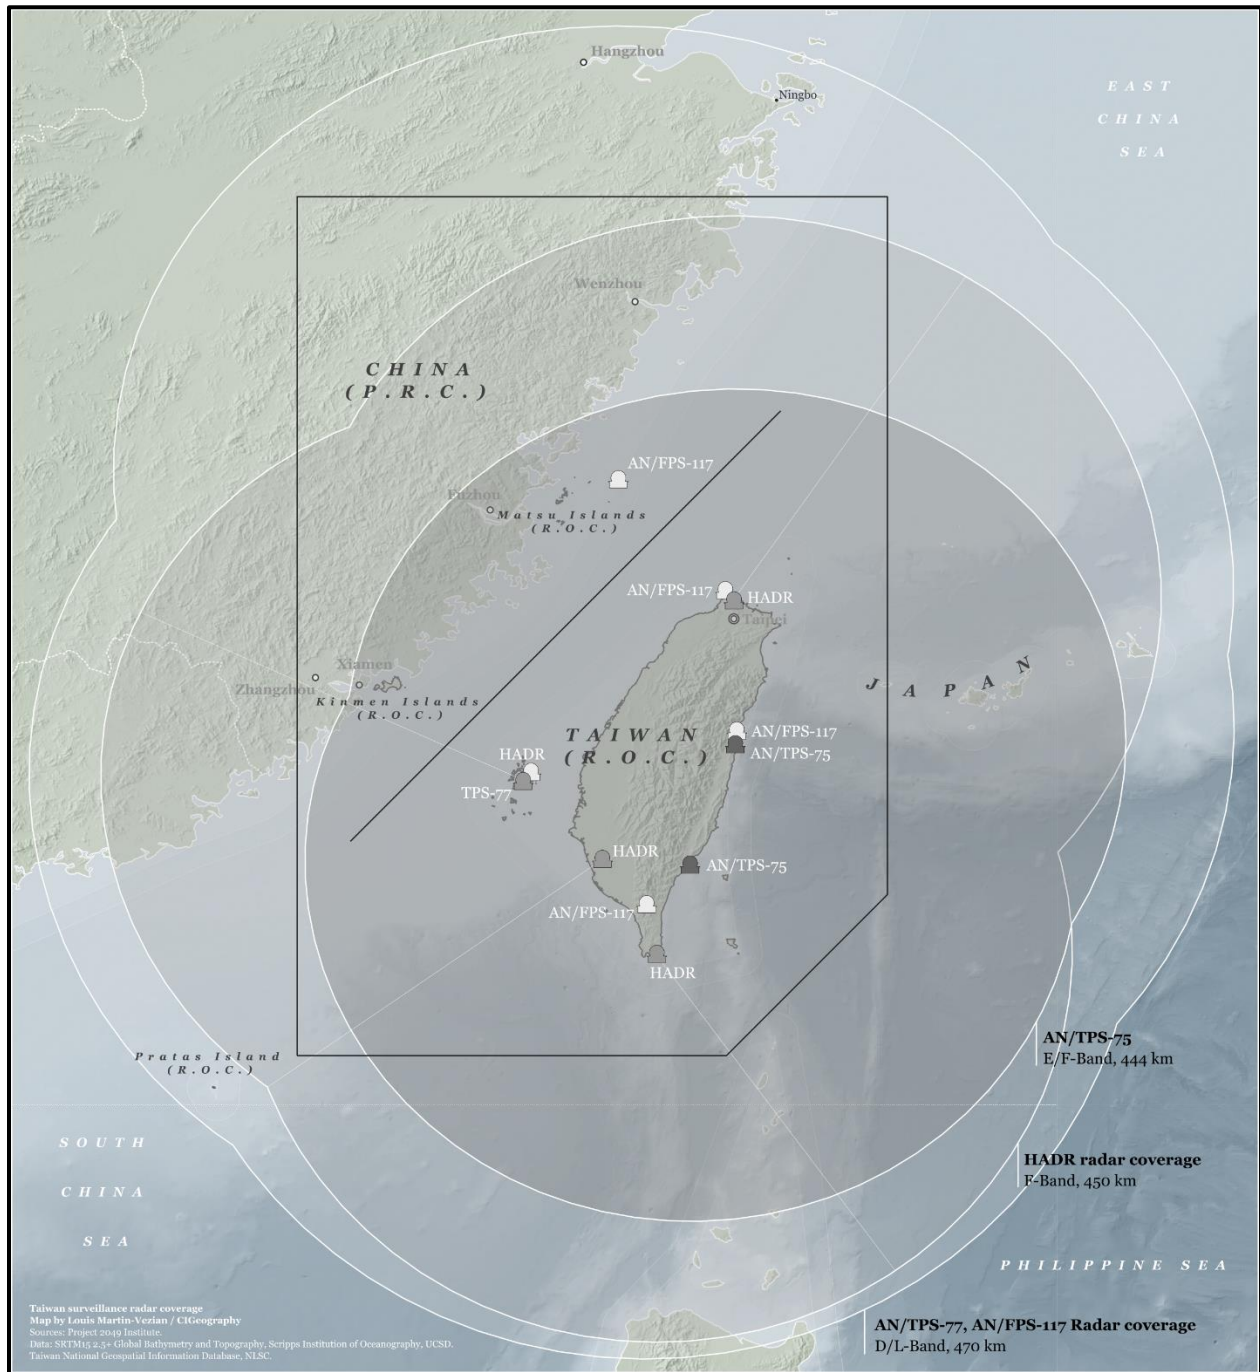 Hangzhou
Ningbo
EAST
CHINA
SEA
Wenzhou
CHINA
(P.R.C.)
AN/FPS-117
Fuzhou
Matsu Islands
(R.O.C.)
AN/FPS-117
HADR
Taipei
Xiamen
Zhangzhou
Kinmen Islands
(R.O.C.)
JAPAN
TAIWAN
(R.O.C.)
AN/FPS-117
AN/TPS-75
HADR
TPS-77
HADR
AN/TPS-75
AN/FPS-117
HADR
Pratas Island
(R.O.C.)
AN/TPS-75
E/F-Band, 444 km
SOUTH
CHINA
SEA
HADR radar coverage
F-Band, 450 km
PHILIPPINE SEA
AN/TPS-77, AN/FPS-117 Radar coverage
D/L-Band, 470 km
Taiwan surveillance radar coverage
Map by Louis Martin-Vezian / CIGeography
Sources: Project 2049 Institute.
Data: SRTM15 2.5+ Global Bathymetry and Topography, Scripps Institution of Oceanography, UCSD.
Taiwan National Geospatial Information Database, NLSC.